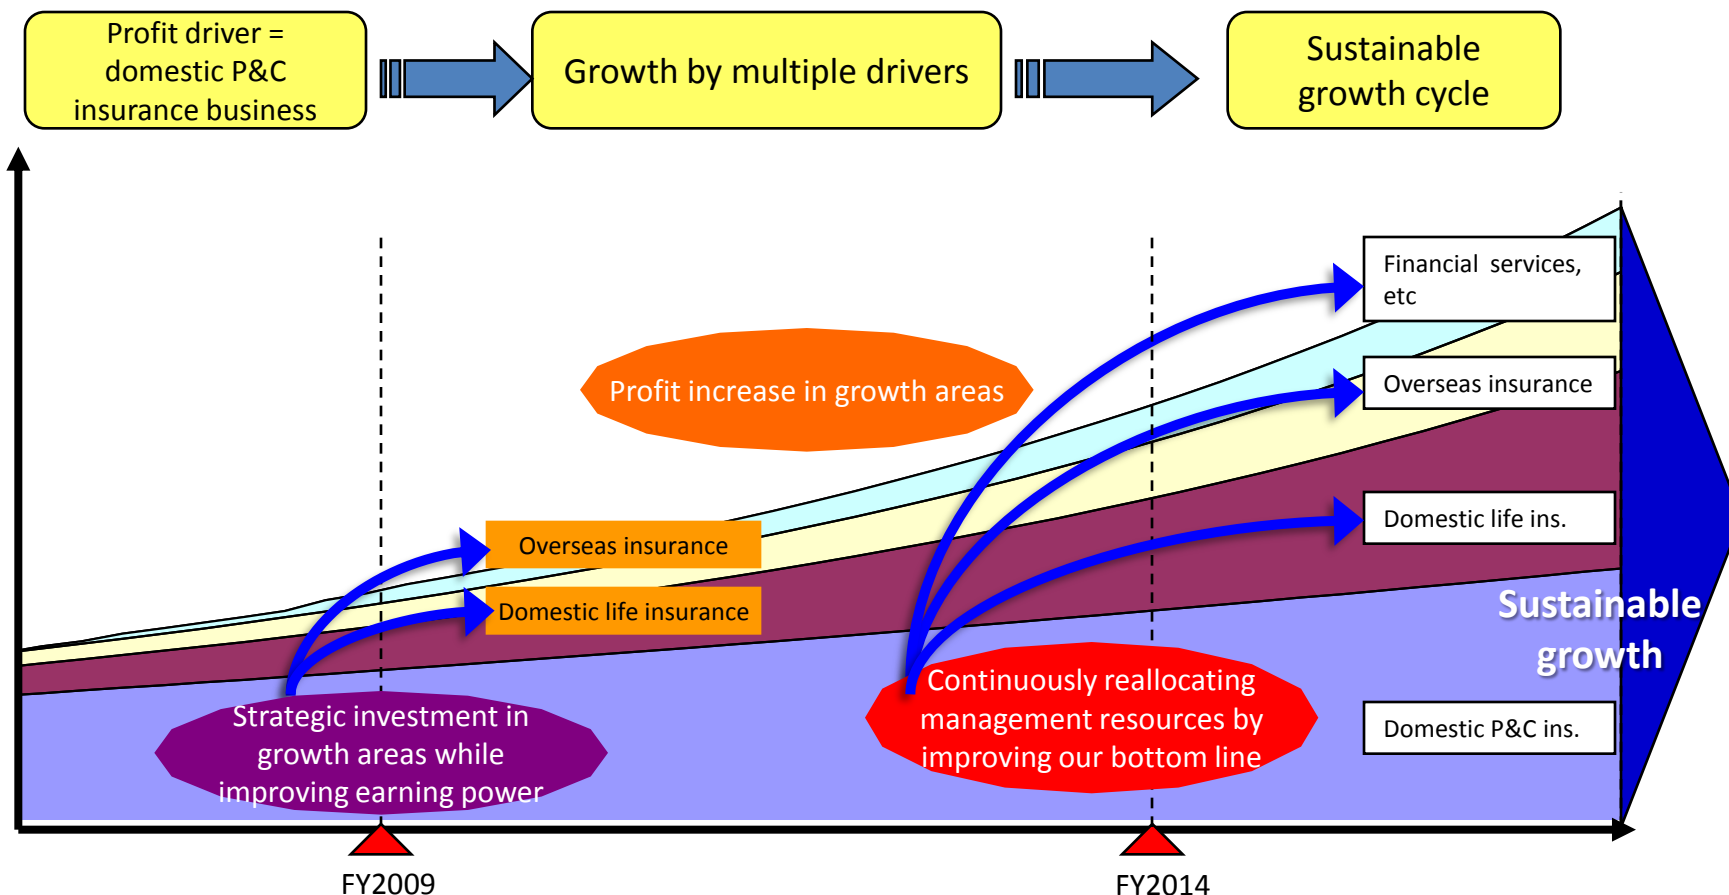 Profit driver =
domestic P&C
insurance business
Growth by multiple drivers
Sustainable
growth cycle
Financial services,
etc
Profit increase in growth areas
Overseas insurance
Domestic life ins.
Overseas insurance
Domestic life insurance
Sustainable
growth
Strategic investment in
growth areas while
improving earning power
Continuously reallocating
management resources by
improving our bottom line
Domestic P&C ins.
FY2009
FY2014